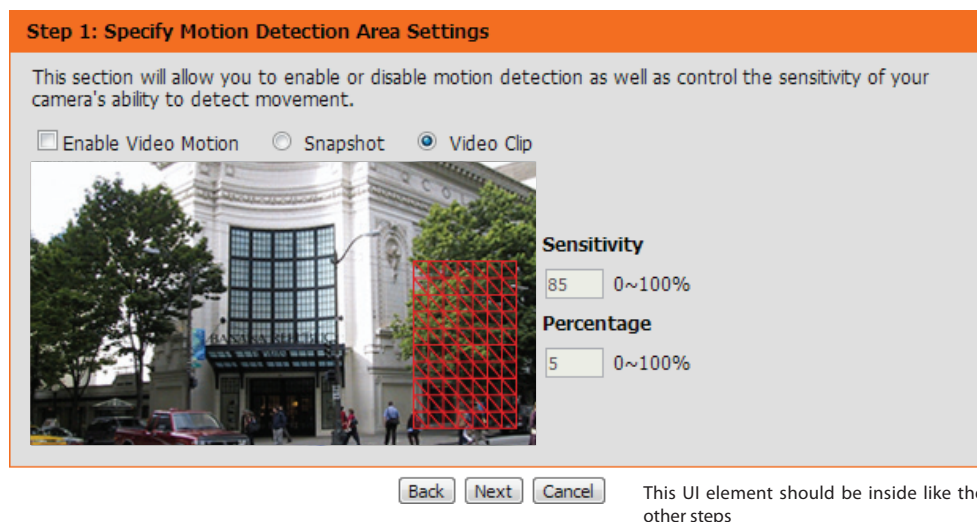 Step 1: Specify Motion Detection Area Settings
This section will allow you to enable or disable motion detection as well as control the sensitivity of your
camera's ability to detect movement.
Enable Video Motion Snapshot Video Clip
Sensitivity
85 0~100%
Percentage
5 0~100%
Back Next Cancel
This UI element should be inside like the
other steps